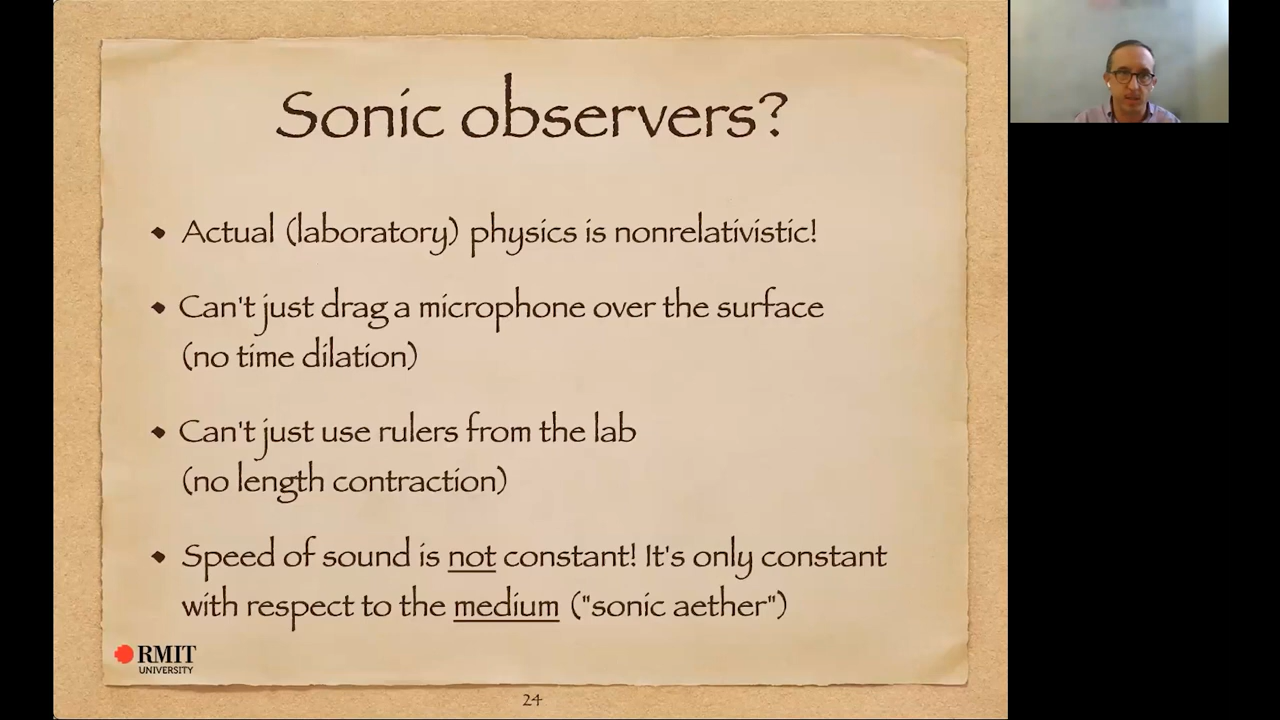 Sonic observers?
• Actual (laboratory) physics is nonrelativistic!
• Can't just drag a microphone over the surface
(no time dilation)
• Can't just use rulers from the lab
(no length contraction)
• Speed of sound is not constant! It's only constant
with respect to the medium ("sonic aether")
RMIT
UNIVERSITY
24